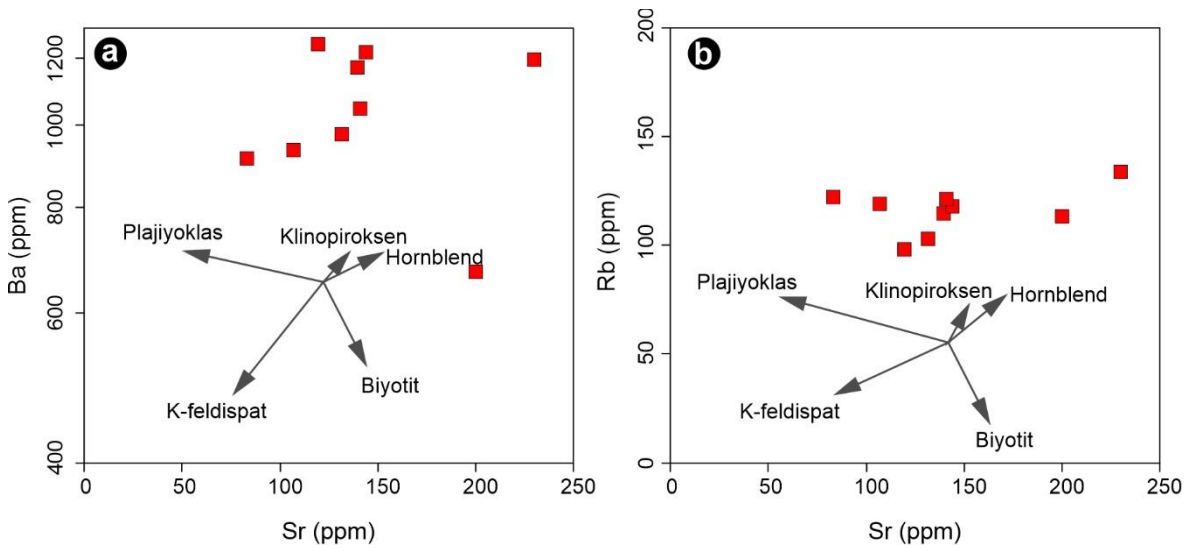 a
1200
1000
800
600
400
Ba (ppm)
Plajiyoklas
Klinopiroksen
Hornblend
K-feldispat
Biyotit
0 50 100 150 200 250
Sr (ppm)
b
200
150
100
50
0
Rb (ppm)
Plajiyoklas
Klinopiroksen
Hornblend
K-feldispat
Biyotit
0 50 100 150 200 250
Sr (ppm)